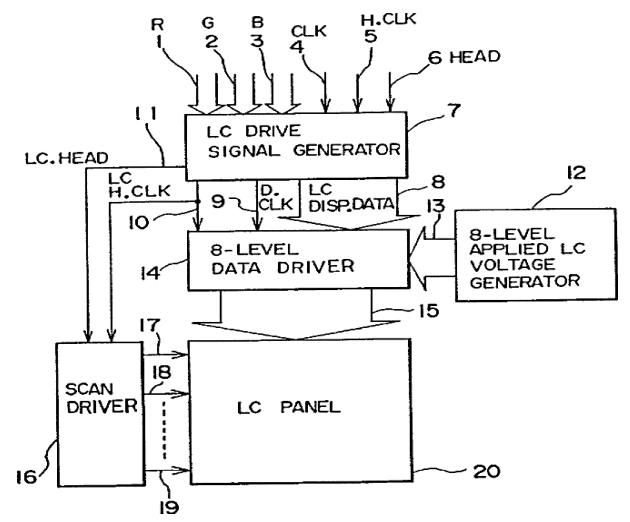 R
1
G
2
B
3
CLK
4
H.CLK
5
6 HEAD
11
LC.HEAD
LC DRIVE
SIGNAL GENERATOR
7
LC
H.CLK
10
9
D.
CLK
LC
DISP.DATA
8
12
13
14
8-LEVEL
DATA DRIVER
8-LEVEL
APPLIED LC
VOLTAGE
GENERATOR
15
17
SCAN
DRIVER
18
LC PANEL
16
19
20